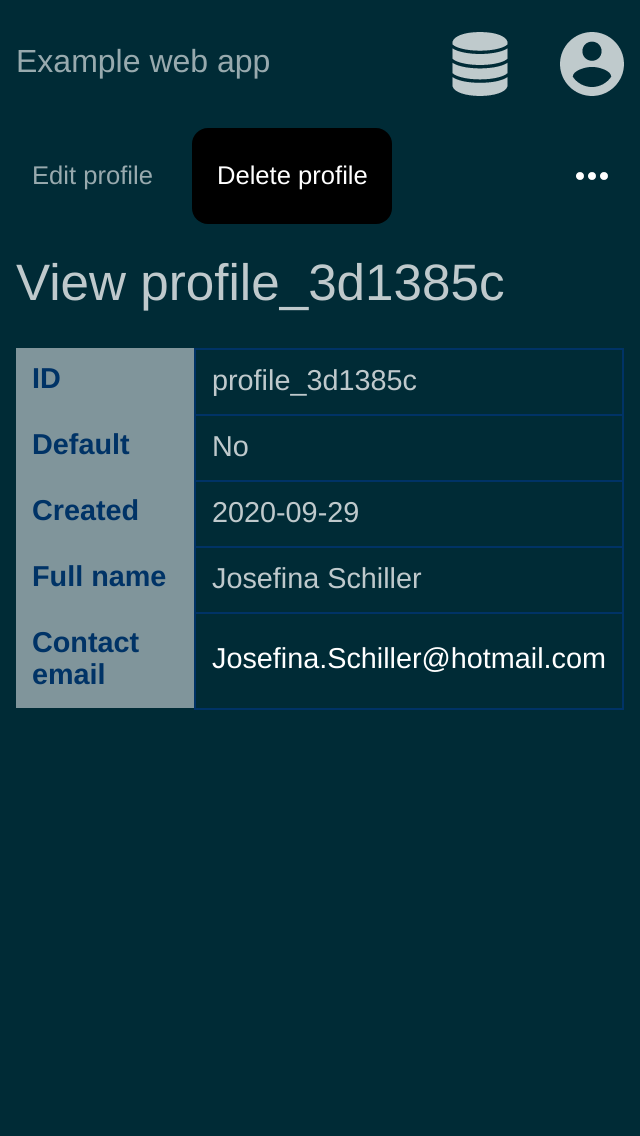 Example web app
Edit profile
Delete profile
View profile_3d1385c
ID
profile_3d1385c
Default
No
Created
2020-09-29
Full name
Josefina Schiller
Contact
email
Josefina.Schiller@hotmail.com